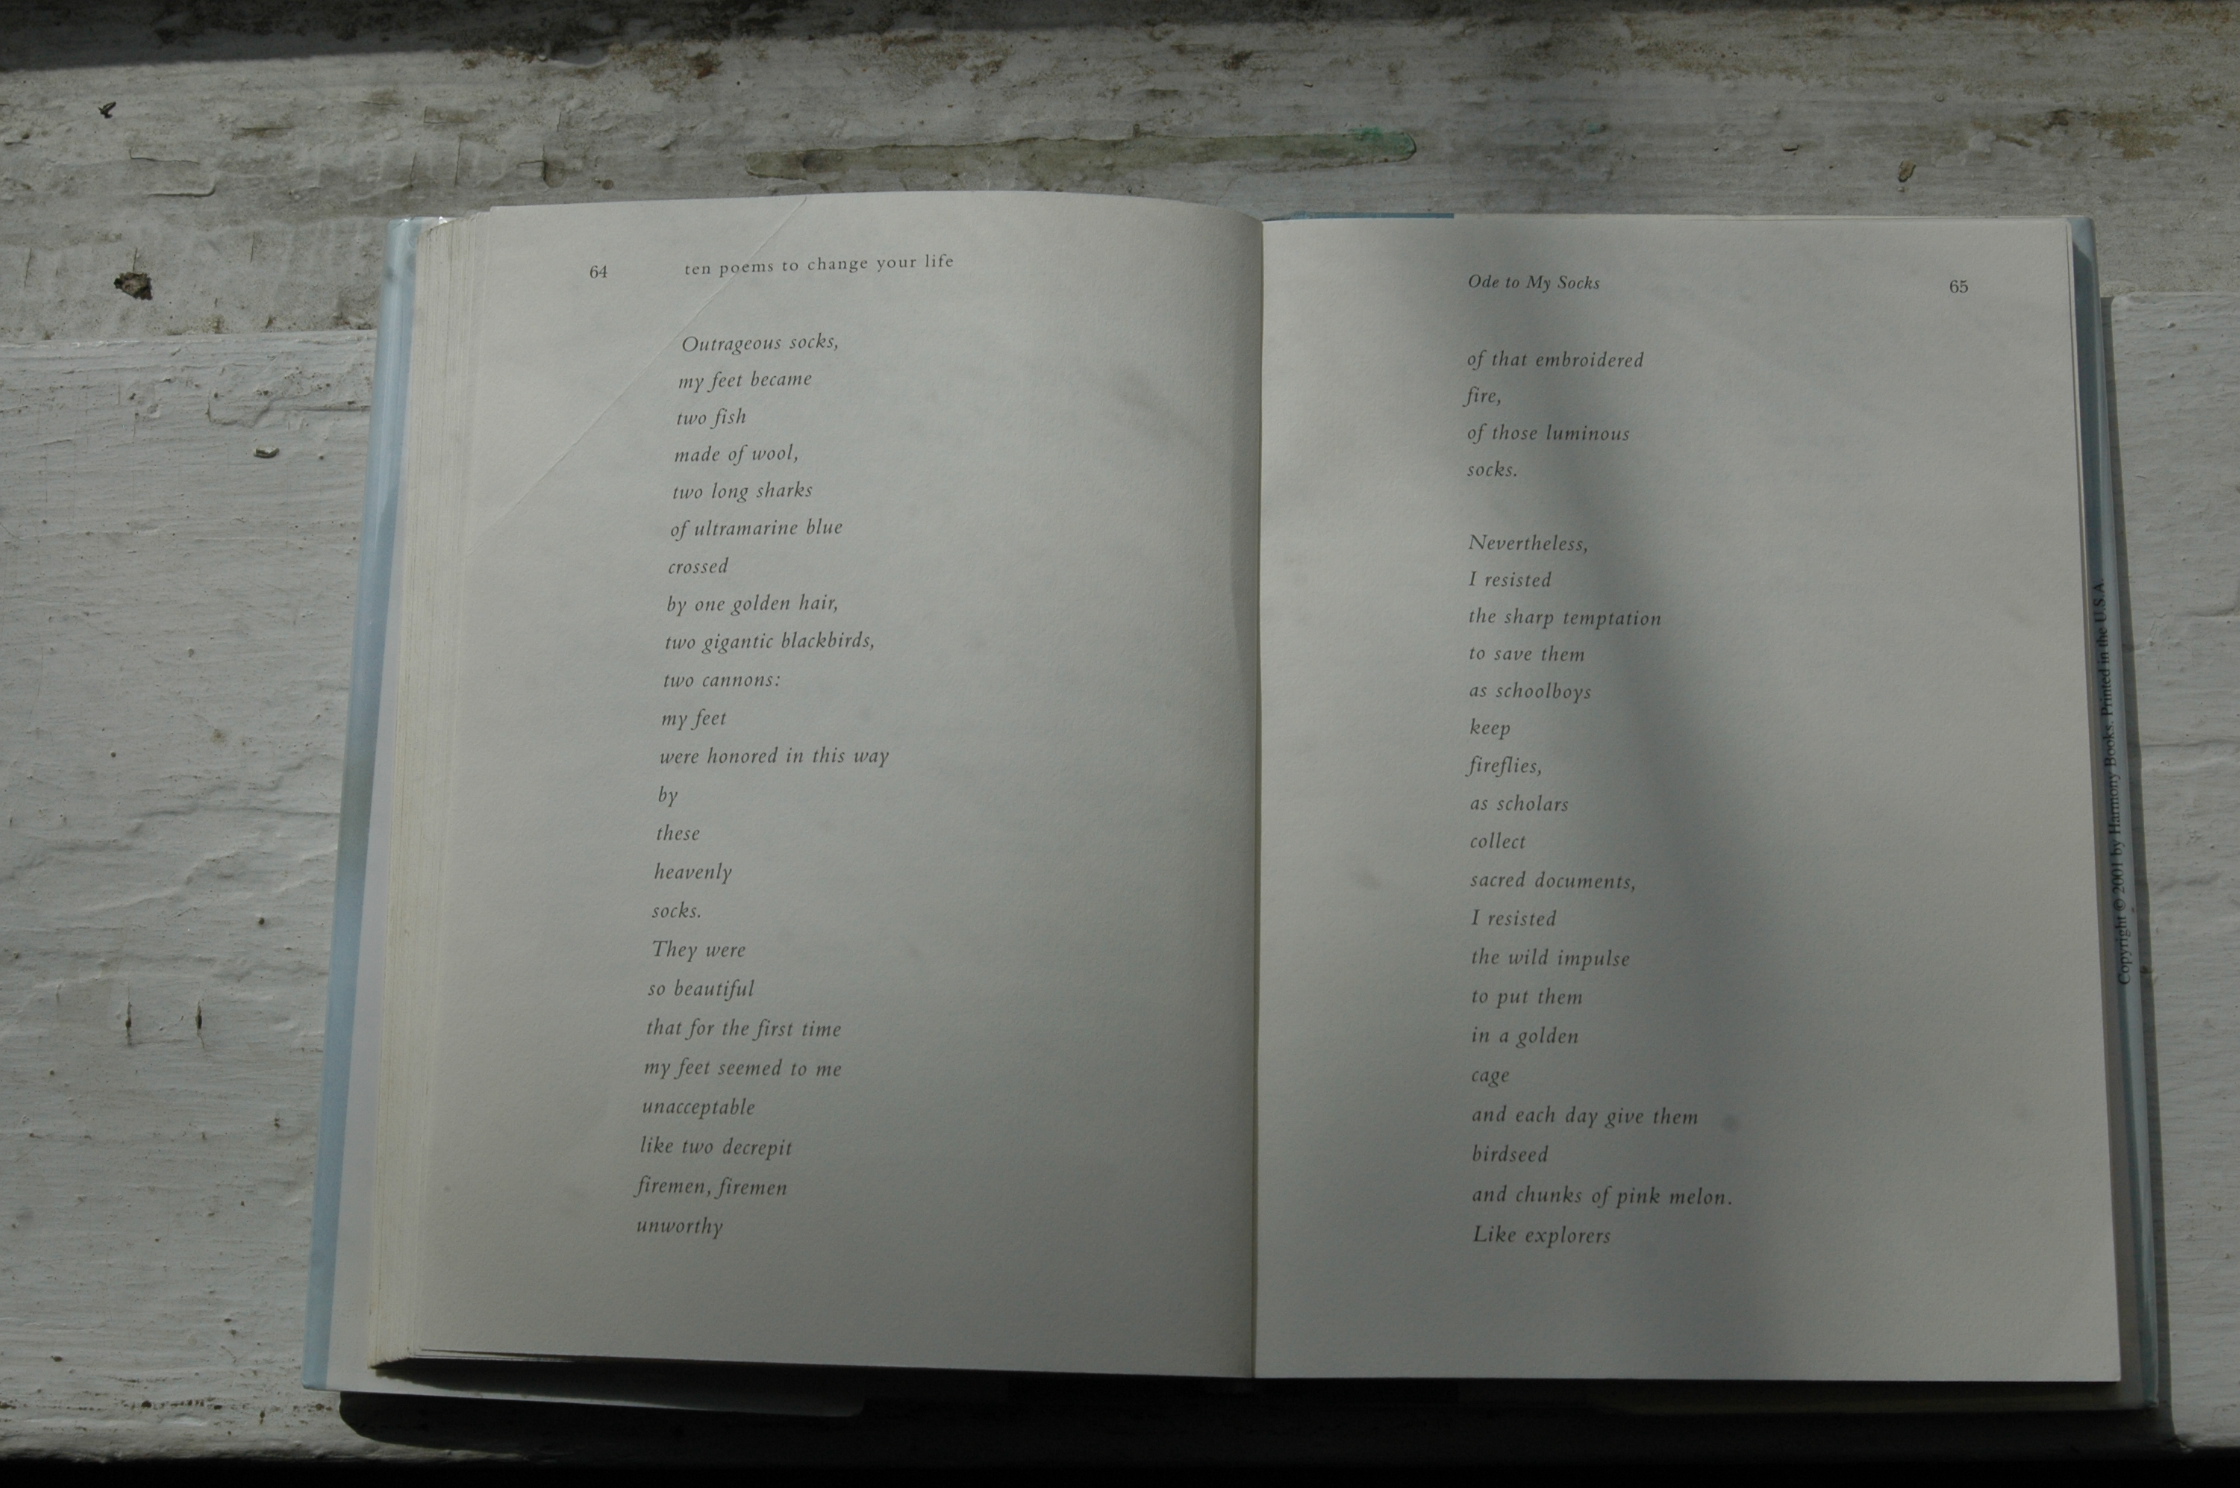 64 ten poems to change your life
Outrageous socks,
my feet became
two fish
made of wool,
two long sharks
of ultramarine blue
crossed
by one golden hair,
two gigantic blackbirds,
two cannons:
my feet
were honored in this way
by
these
heavenly
socks.
They were
so beautiful
that for the first time
my feet seemed to me
unacceptable
like two decrepit
firemen, firemen
unworthy
Ode to My Socks 65
of that embroidered
fire,
of those luminous
socks.
Nevertheless,
I resisted
the sharp temptation
to save them
as schoolboys
keep
fireflies,
as scholars
collect
sacred documents,
I resisted
the wild impulse
to put them
in a golden
cage
and each day give them
birdseed
and chunks of pink melon.
Like explorers
Copyright © 2001 by Harmony Books. Printed in the U.S.A